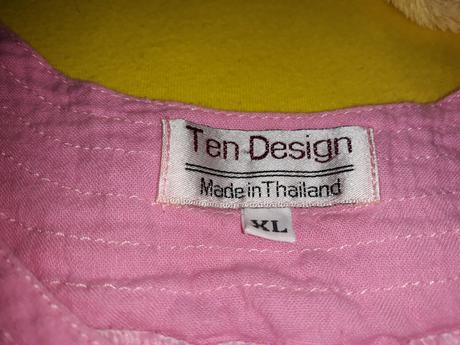 Ten Design
Made in Thailand
XL